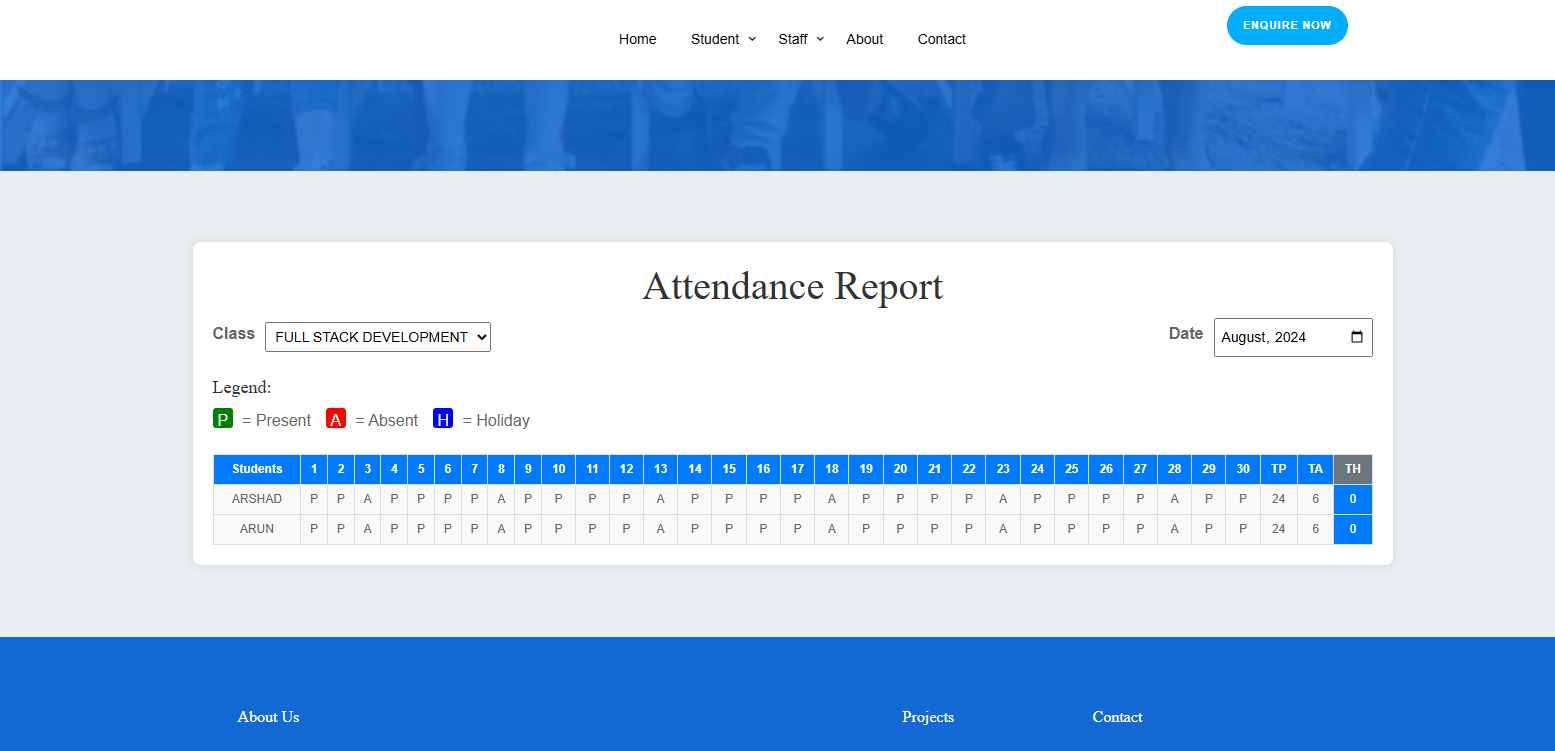 Home Student Staff About Contact ENQUIRE NOW
Attendance Report
Class FULL STACK DEVELOPMENT Date August, 2024
Legend:
P = Present A = Absent H = Holiday
Students 1 2 3 4 5 6 7 8 9 10 11 12 13 14 15 16 17 18 19 20 21 22 23 24 25 26 27 28 29 30 TP TA TH
ARSHAD P P A P P P P A P P P P A P P P P A P P P P A P P P P A P P 24 6 0
ARUN P P A P P P P A P P P P A P P P P A P P P P A P P P P A P P 24 6 0
About Us Projects Contact